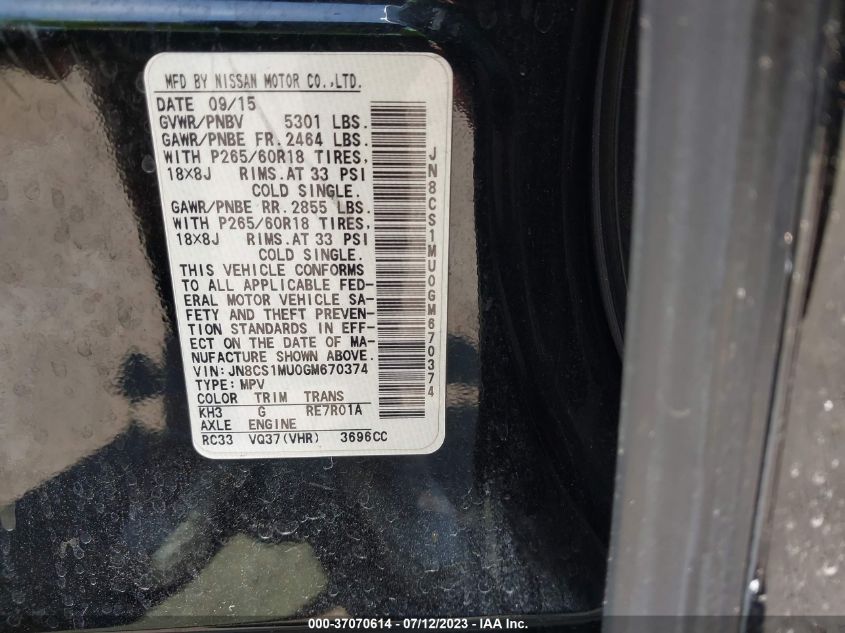 MFD BY NISSAN MOTOR CO.,LTD.
DATE 09/15
GVWR/PNBV 5301 LBS.
GAWR/PNBE FR.2464 LBS.
WITH P265/60R18 TIRES,
18X8J RIMS.AT 33 PSI
COLD SINGLE.
GAWR/PNBE RR.2855 LBS.
WITH P265/60R18 TIRES,
18X8J RIMS.AT 33 PSI
COLD SINGLE.
THIS VEHICLE CONFORMS
TO ALL APPLICABLE FED-
ERAL MOTOR VEHICLE SA-
FETY AND THEFT PREVEN-
TION STANDARDS IN EFF-
ECT ON THE DATE OF MA-
NUFACTURE SHOWN ABOVE.
VIN: JN8CS1MU0GM670374
TYPE: MPV
COLOR TRIM TRANS
KH3 G RE7R01A
AXLE ENGINE
RC33 VQ37(VHR) 3696CC
JN8CS1MU0GM670374
000-37070614 - 07/12/2023 - IAA Inc.